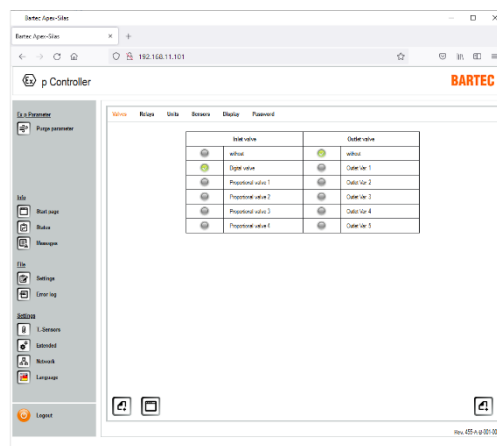 Bartec Apex-Silas
Bartec Apex-Silas
192.168.11.101
p Controller
BARTEC
Ex p Parameter
Purge parameter
Info
Start page
Status
Messages
File
Settings
Error log
Settings
T.-Sensors
Extended
Network
Language
Logout
Valves Relays Units Sensors Display Password
Inlet valve Outlet valve
without without
Digital valve Outlet Var. 1
Proportional valve 1 Outlet Var. 2
Proportional valve 2 Outlet Var. 3
Proportional valve 3 Outlet Var. 4
Proportional valve 6 Outlet Var. 5